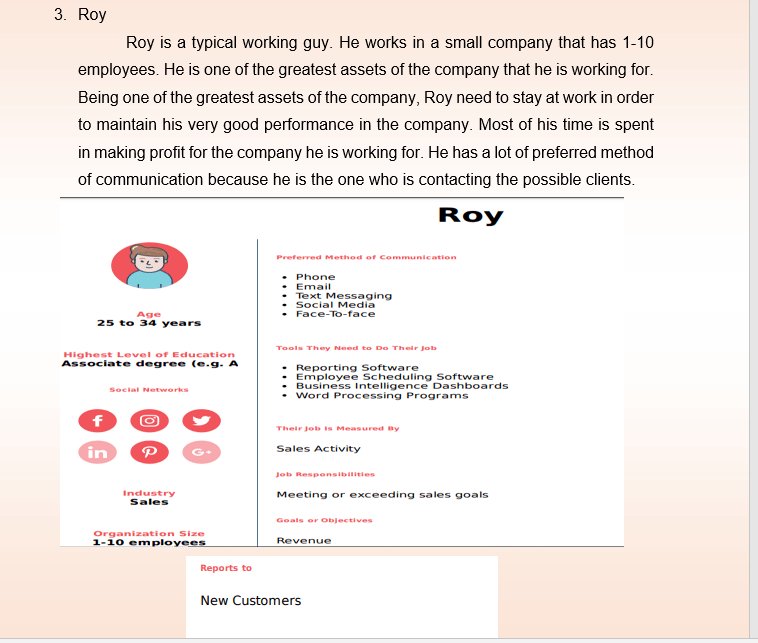 3. Roy
Roy is a typical working guy. He works in a small company that has 1-10
employees. He is one of the greatest assets of the company that he is working for.
Being one of the greatest assets of the company, Roy need to stay at work in order
to maintain his very good performance in the company. Most of his time is spent
in making profit for the company he is working for. He has a lot of preferred method
of communication because he is the one who is contacting the possible clients.
Roy
Age
25 to 34 years
Highest Level of Education
Associate degree (e.g. A
Social Networks
f
in
G+
Industry
Sales
Organization Size
1-10 employees
Preferred Method of Communication
• Phone
• Email
• Text Messaging
• Social Media
• Face-To-face
Tools They Need to Do Their Job
• Reporting Software
• Employee Scheduling Software
• Business Intelligence Dashboards
• Word Processing Programs
Their Job Is Measured By
Sales Activity
Job Responsibilities
Meeting or exceeding sales goals
Goals or Objectives
Revenue
Reports to
New Customers